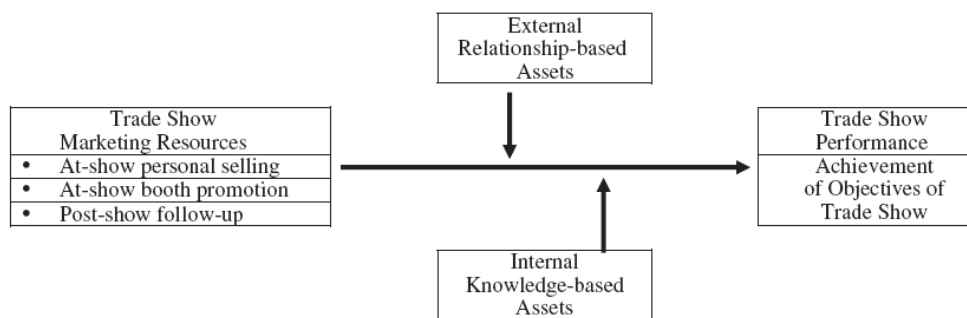 External
Relationship-based
Assets
Trade Show
Marketing Resources
• At-show personal selling
• At-show booth promotion
• Post-show follow-up
Trade Show
Performance
Achievement
of Objectives of
Trade Show
Internal
Knowledge-based
Assets